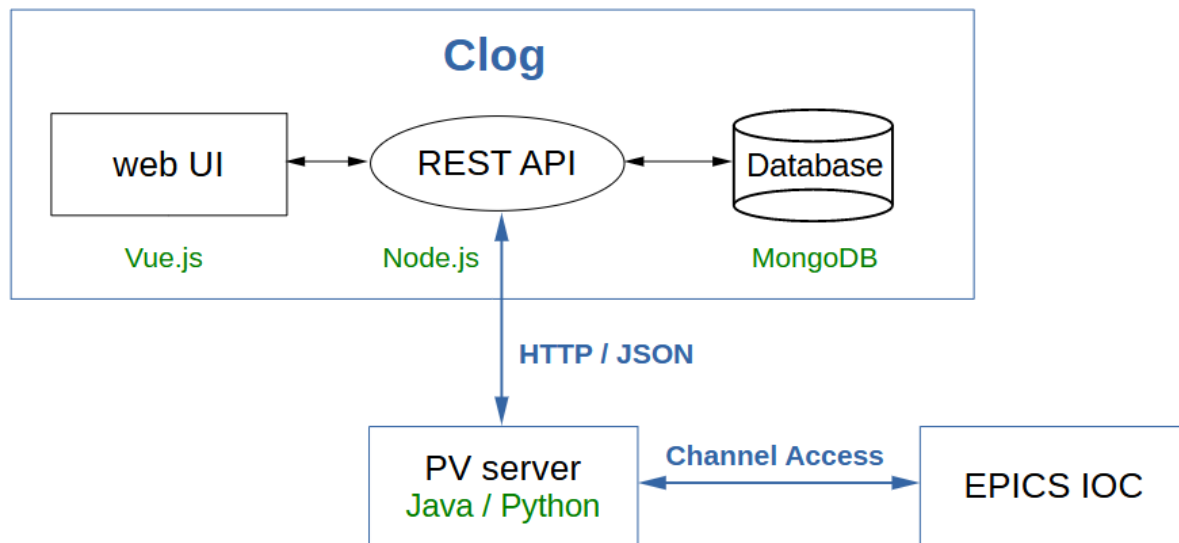 Clog
web UI
REST API
Database
Vue.js
Node.js
MongoDB
HTTP / JSON
PV server
Java / Python
Channel Access
EPICS IOC